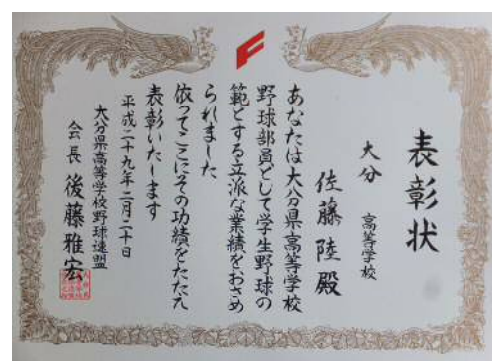 表彰状
大分 高等学校
佐藤 陸 殿
あなたは大分県高等学校
野球部員として学生野球の
範とする立派な業績をおさめ
られました
依ってここにその功績をたたえ
表彰いたします
平成二十九年二月二十日
大分県高等学校野球連盟
会長 後藤雅宏